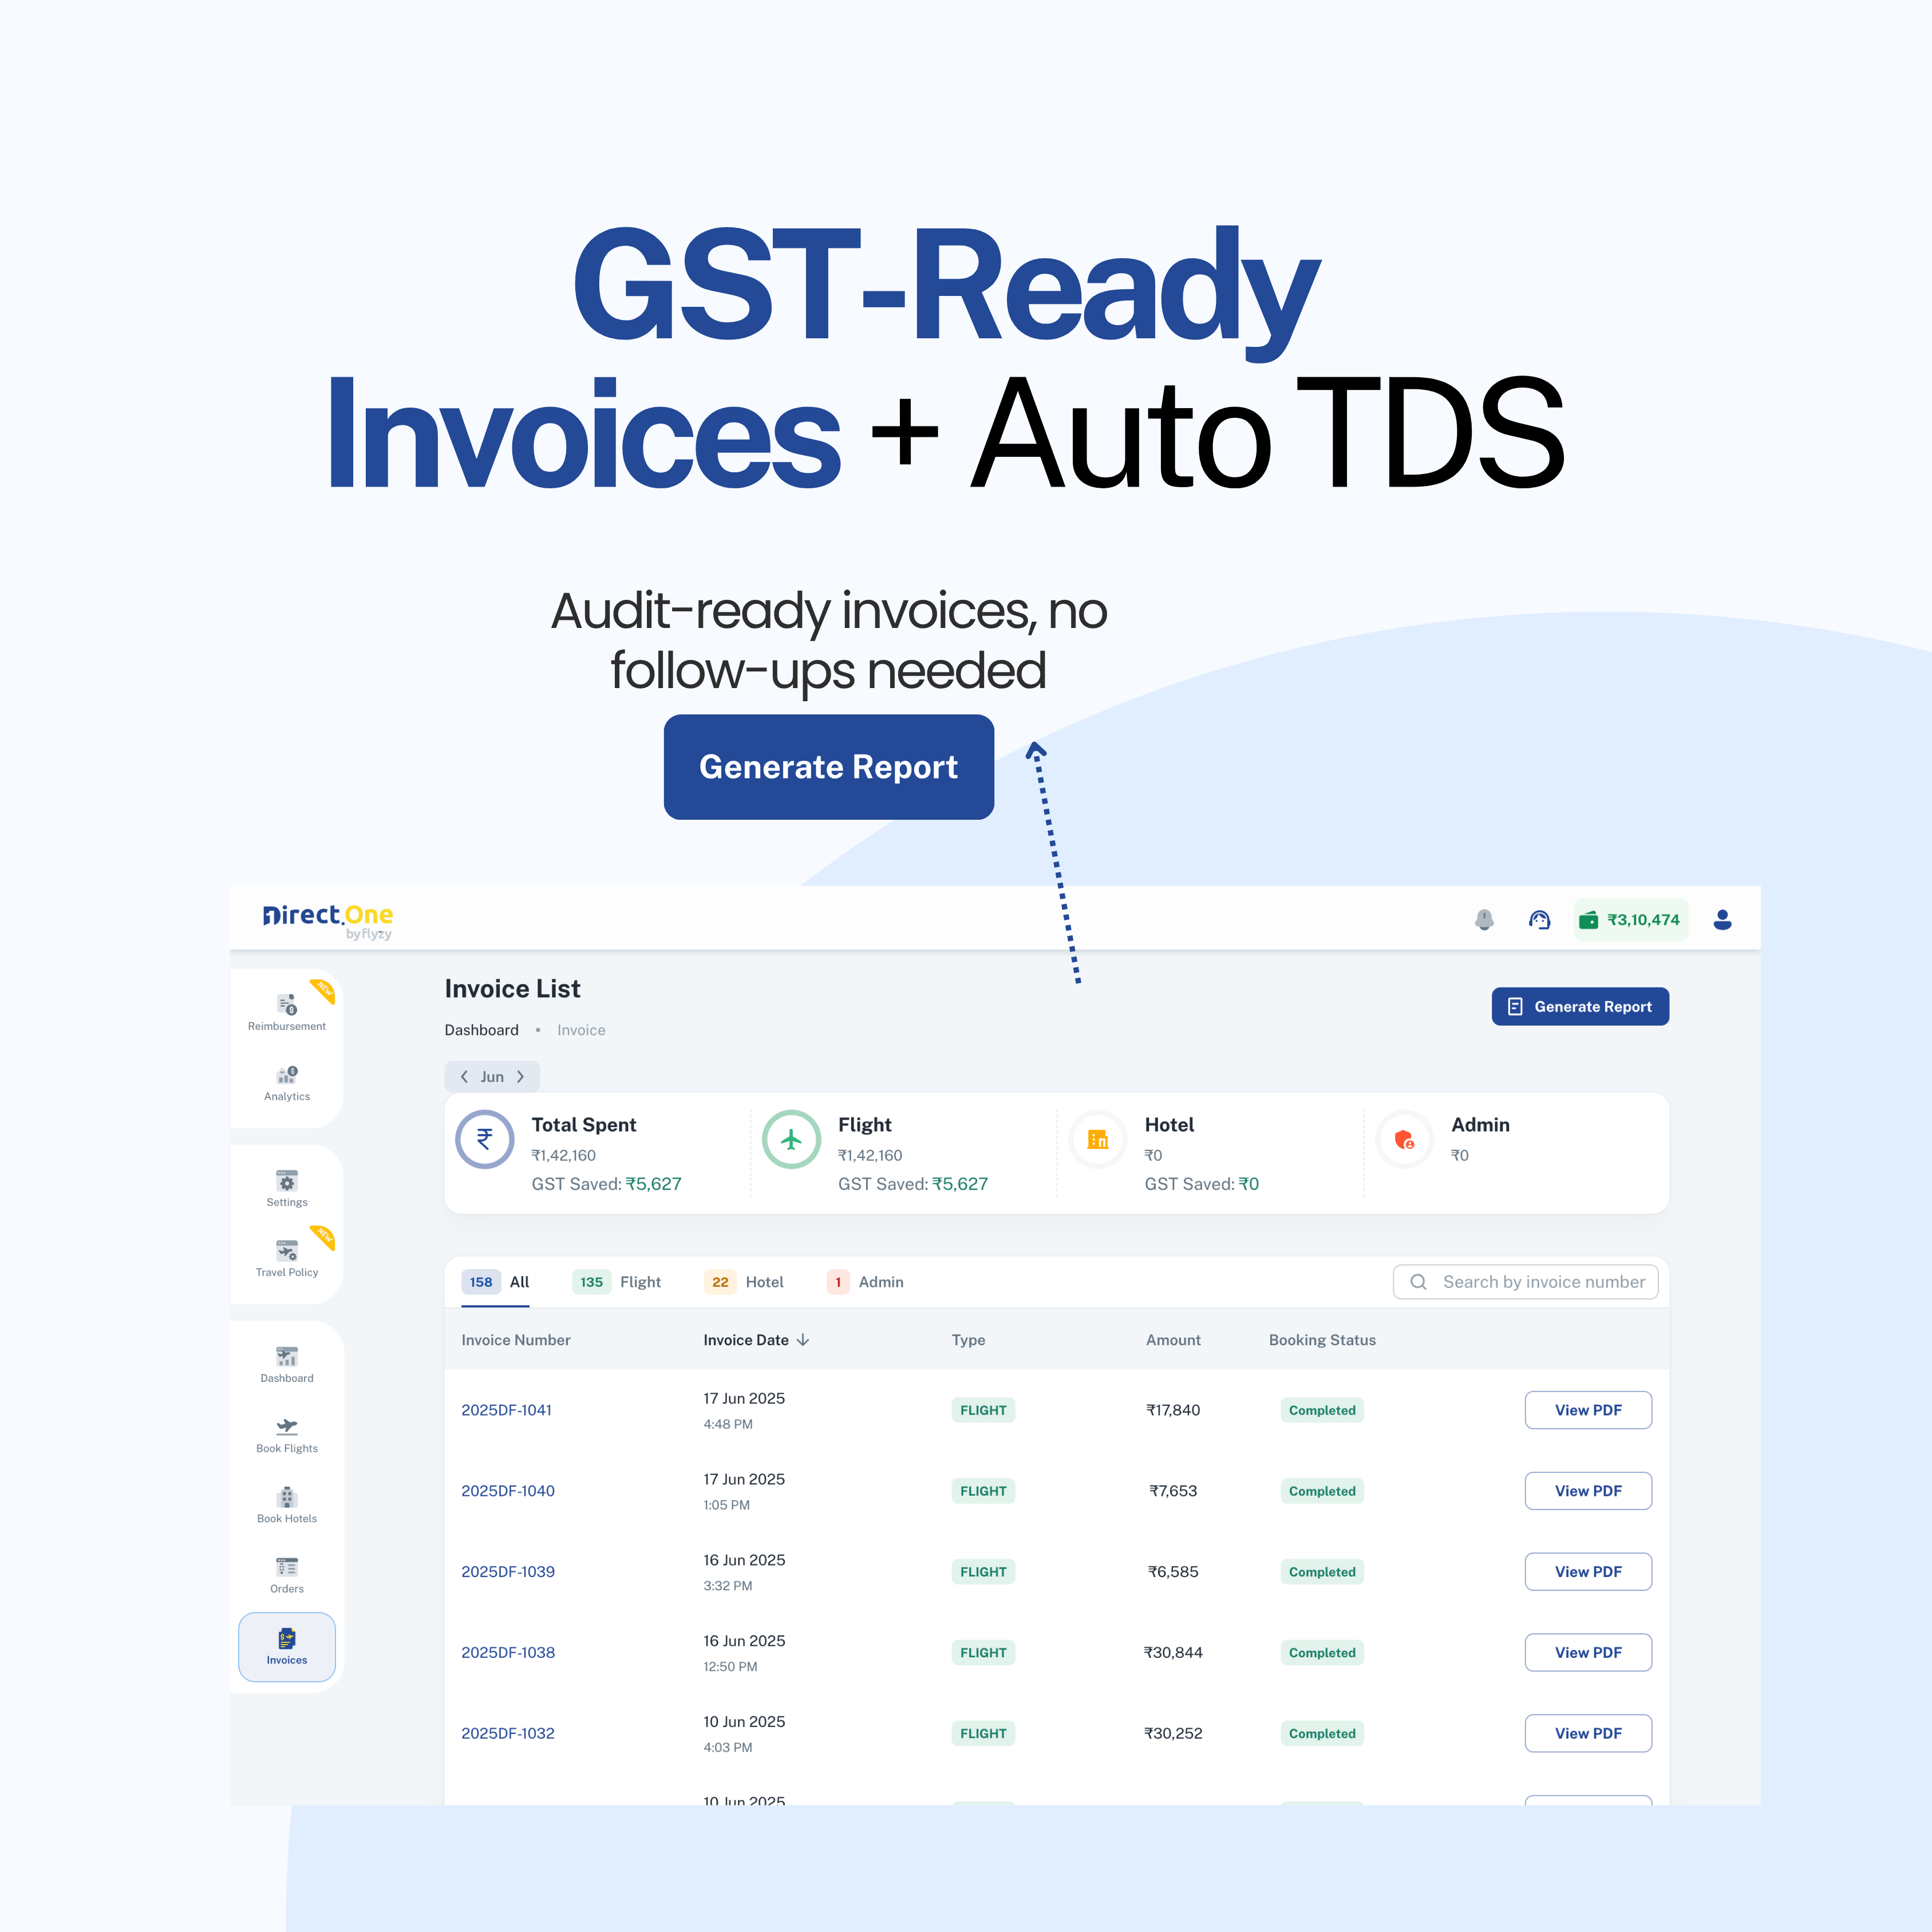 GST-Ready
Invoices + Auto TDS
Audit-ready invoices, no
follow-ups needed
Generate Report
Direct.One
by flyzy
₹3,10,474
NEW
Reimbursement
Analytics
Settings
NEW
Travel Policy
Dashboard
Book Flights
Book Hotels
Orders
Invoices
Invoice List
Generate Report
Dashboard • Invoice
Jun
Total Spent
₹1,42,160
GST Saved: ₹5,627
Flight
₹1,42,160
GST Saved: ₹5,627
Hotel
₹0
GST Saved: ₹0
Admin
₹0
158 All 135 Flight 22 Hotel 1 Admin Search by invoice number
Invoice Number Invoice Date Type Amount Booking Status
2025DF-1041 17 Jun 2025 FLIGHT ₹17,840 Completed View PDF
4:48 PM
2025DF-1040 17 Jun 2025 FLIGHT ₹7,653 Completed View PDF
1:05 PM
2025DF-1039 16 Jun 2025 FLIGHT ₹6,585 Completed View PDF
3:32 PM
2025DF-1038 16 Jun 2025 FLIGHT ₹30,844 Completed View PDF
12:50 PM
2025DF-1032 10 Jun 2025 FLIGHT ₹30,252 Completed View PDF
4:03 PM
10 Jun 2025